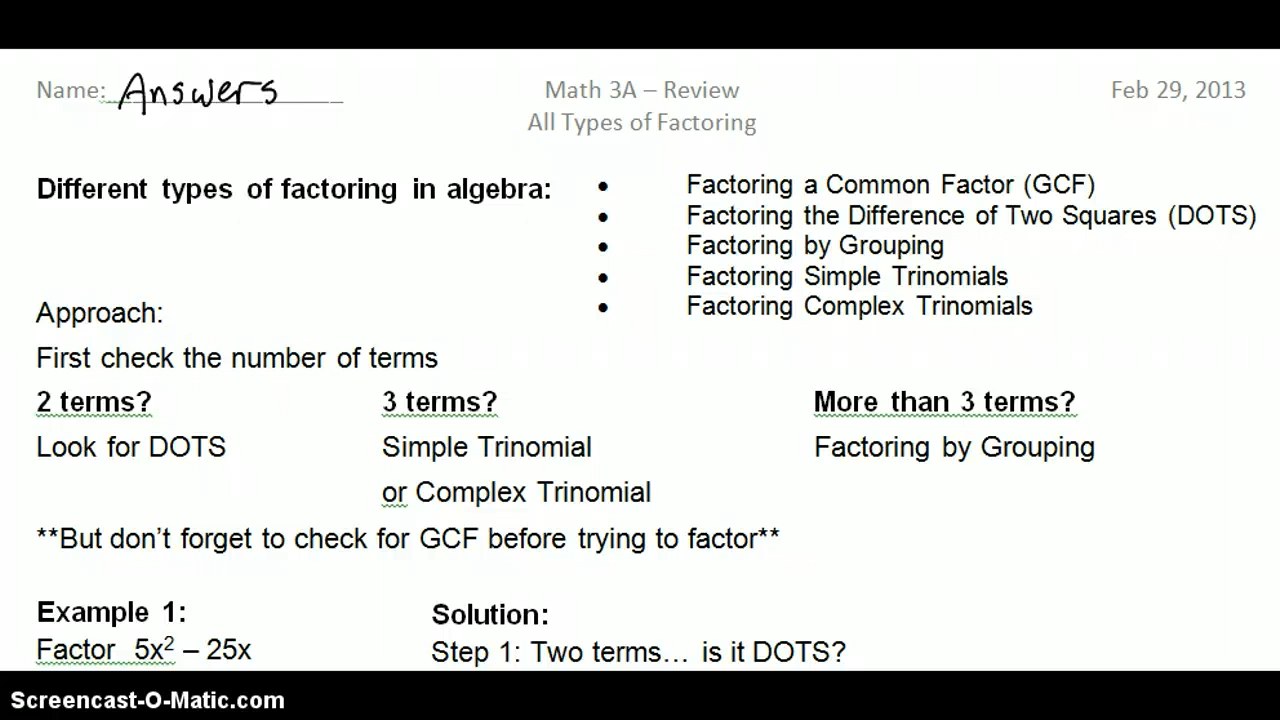 Name: Answers
Math 3A – Review
Feb 29, 2013
All Types of Factoring
Different types of factoring in algebra:
• Factoring a Common Factor (GCF)
• Factoring the Difference of Two Squares (DOTS)
• Factoring by Grouping
• Factoring Simple Trinomials
• Factoring Complex Trinomials
Approach:
First check the number of terms
2 terms?
Look for DOTS
3 terms?
Simple Trinomial
or Complex Trinomial
More than 3 terms?
Factoring by Grouping
**But don’t forget to check for GCF before trying to factor**
Example 1:
Factor 5x² – 25x
Solution:
Step 1: Two terms… is it DOTS?
Screencast-O-Matic.com